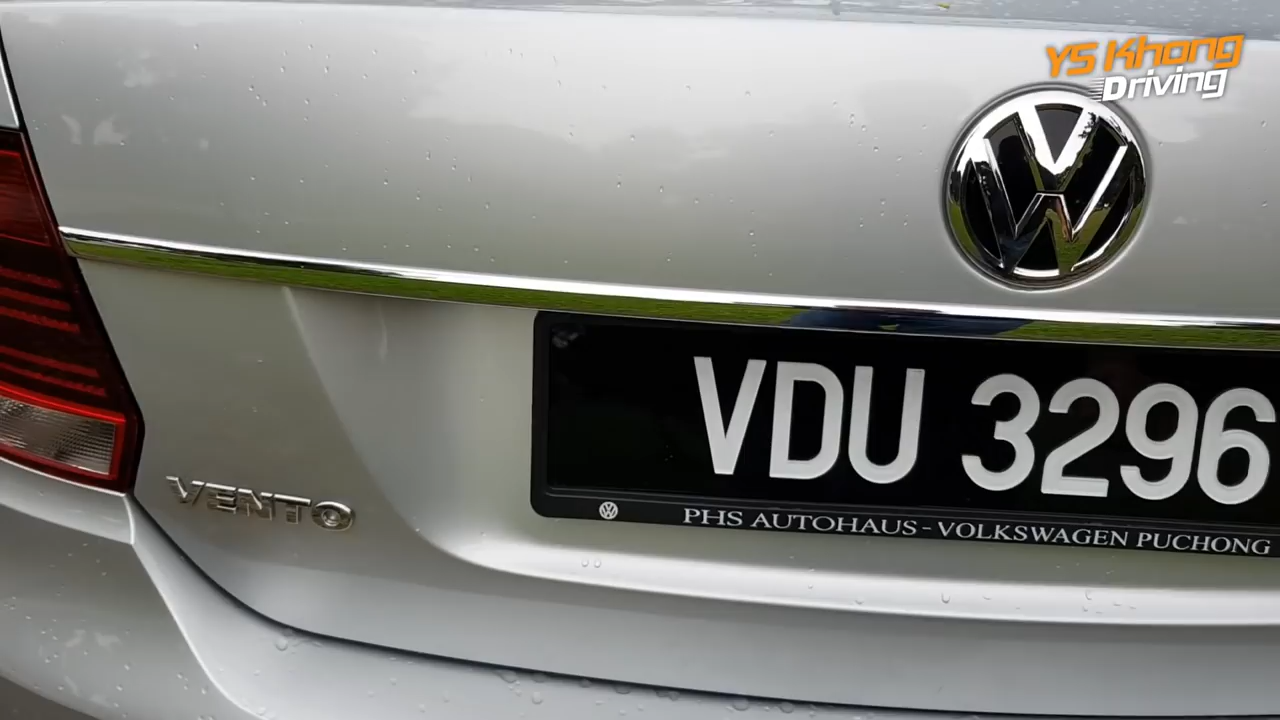 YS Khong
Driving
VDU 3296
VENTO
PHS AUTOHAUS - VOLKSWAGEN PUCHONG